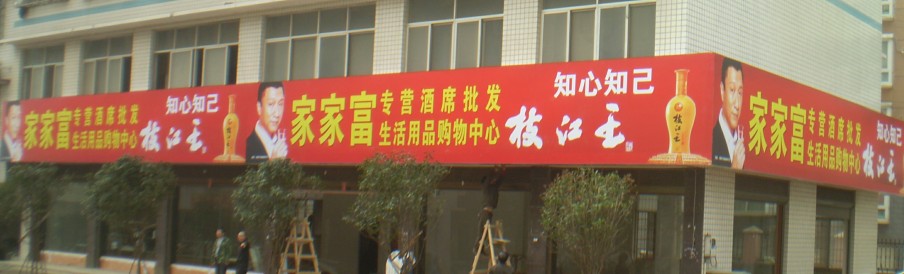 家家富
专营酒席批发
生活用品购物中心
知心知己
枝江王
家家富
专营酒席批发
生活用品购物中心
知心知己
枝江王
枝江王
家家富
专营酒席批发
生活用品购物中心
知心知己
枝江王